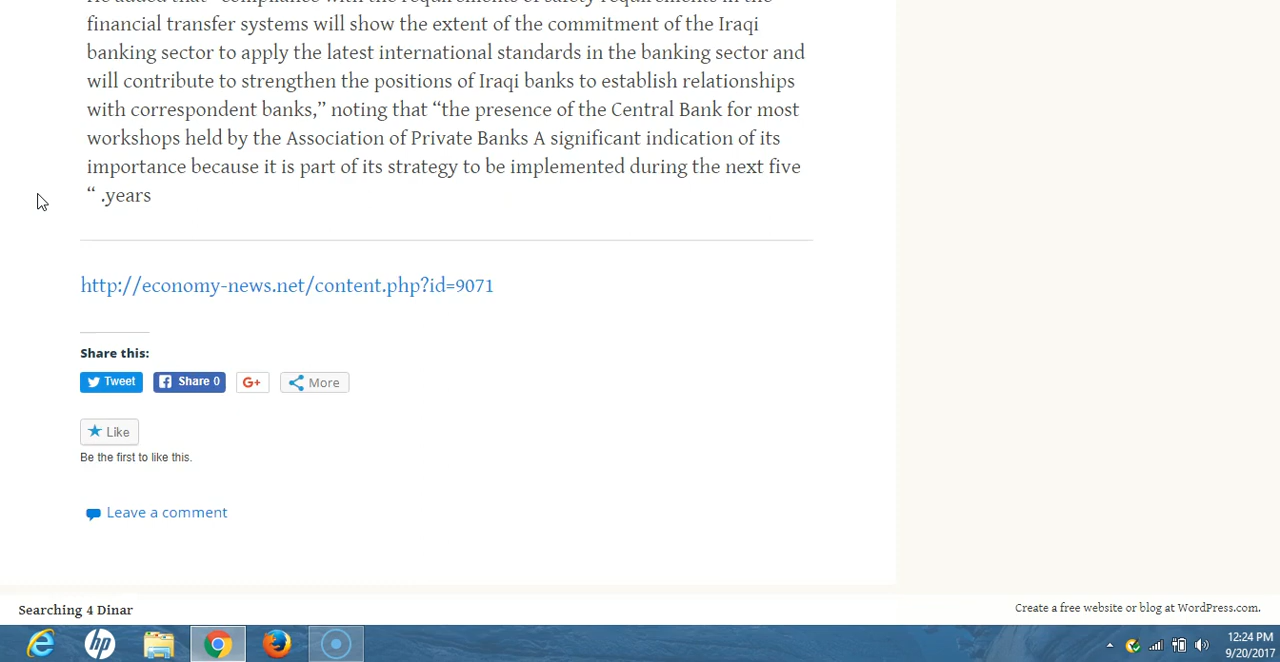 financial transfer systems will show the extent of the commitment of the Iraqi
banking sector to apply the latest international standards in the banking sector and
will contribute to strengthen the positions of Iraqi banks to establish relationships
with correspondent banks,” noting that “the presence of the Central Bank for most
workshops held by the Association of Private Banks A significant indication of its
importance because it is part of its strategy to be implemented during the next five
“ .years
http://economy-news.net/content.php?id=9071
Share this:
Tweet Share 0 G+ More
Like
Be the first to like this.
Leave a comment
Searching 4 Dinar
Create a free website or blog at WordPress.com.
hp
12:24 PM
9/20/2017